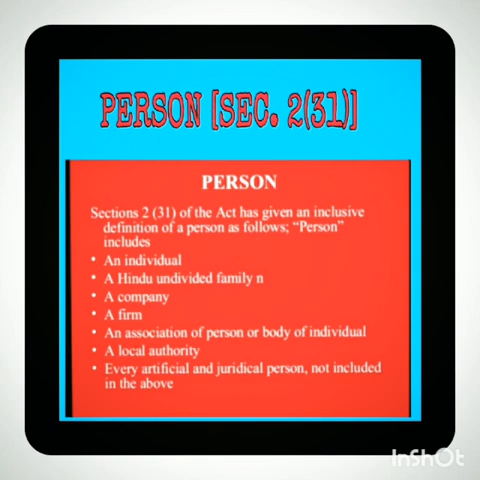 PERSON [SEC. 2(31)]
PERSON
Sections 2 (31) of the Act has given an inclusive
definition of a person as follows; “Person”
includes
• An individual
• A Hindu undivided family n
• A company
• A firm
• An association of person or body of individual
• A local authority
• Every artificial and juridical person, not included
in the above
InShOt